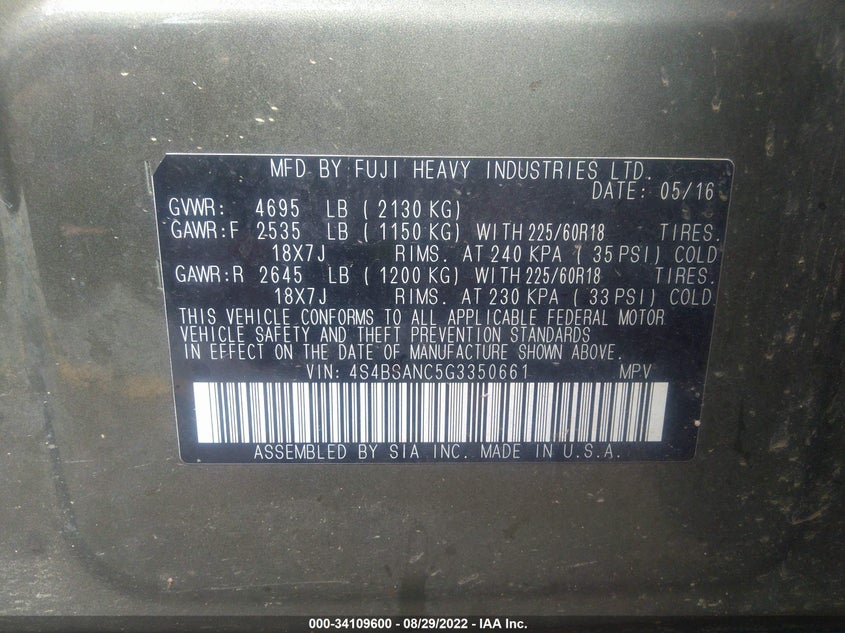 MFD BY FUJI HEAVY INDUSTRIES LTD.
DATE: 05/16
GVWR: 4695 LB ( 2130 KG)
GAWR:F 2535 LB ( 1150 KG) WITH 225/60R18 TIRES.
18X7J RIMS. AT 240 KPA ( 35 PSI) COLD
GAWR:R 2645 LB ( 1200 KG) WITH 225/60R18 TIRES.
18X7J RIMS. AT 230 KPA ( 33 PSI) COLD
THIS VEHICLE CONFORMS TO ALL APPLICABLE FEDERAL MOTOR
VEHICLE SAFETY AND THEFT PREVENTION STANDARDS
IN EFFECT ON THE DATE OF MANUFACTURE SHOWN ABOVE.
VIN: 4S4BSANC5G3350661 MPV
ASSEMBLED BY SIA INC. MADE IN U.S.A.
000-34109600 - 08/29/2022 - IAA Inc.